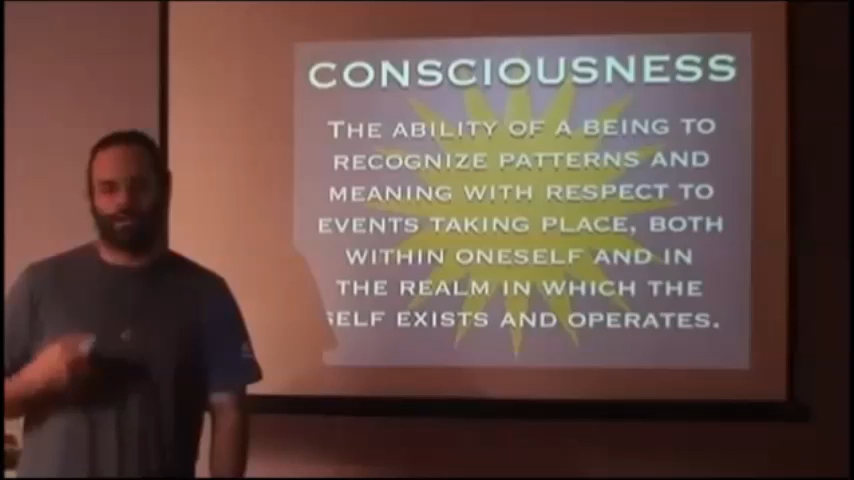 CONSCIOUSNESS
THE ABILITY OF A BEING TO
RECOGNIZE PATTERNS AND
MEANING WITH RESPECT TO
EVENTS TAKING PLACE, BOTH
WITHIN ONESELF AND IN
THE REALM IN WHICH THE
SELF EXISTS AND OPERATES.